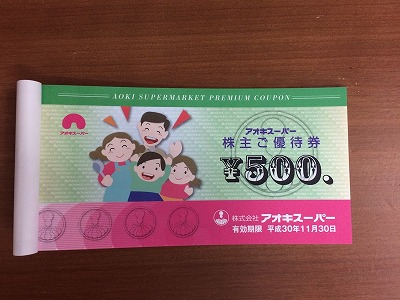 AOKI SUPERMARKET PREMIUM COUPON
アオキスーパー
アオキスーパー
株主ご優待券
¥500.
株式会社 アオキスーパー
有効期限 平成30年11月30日